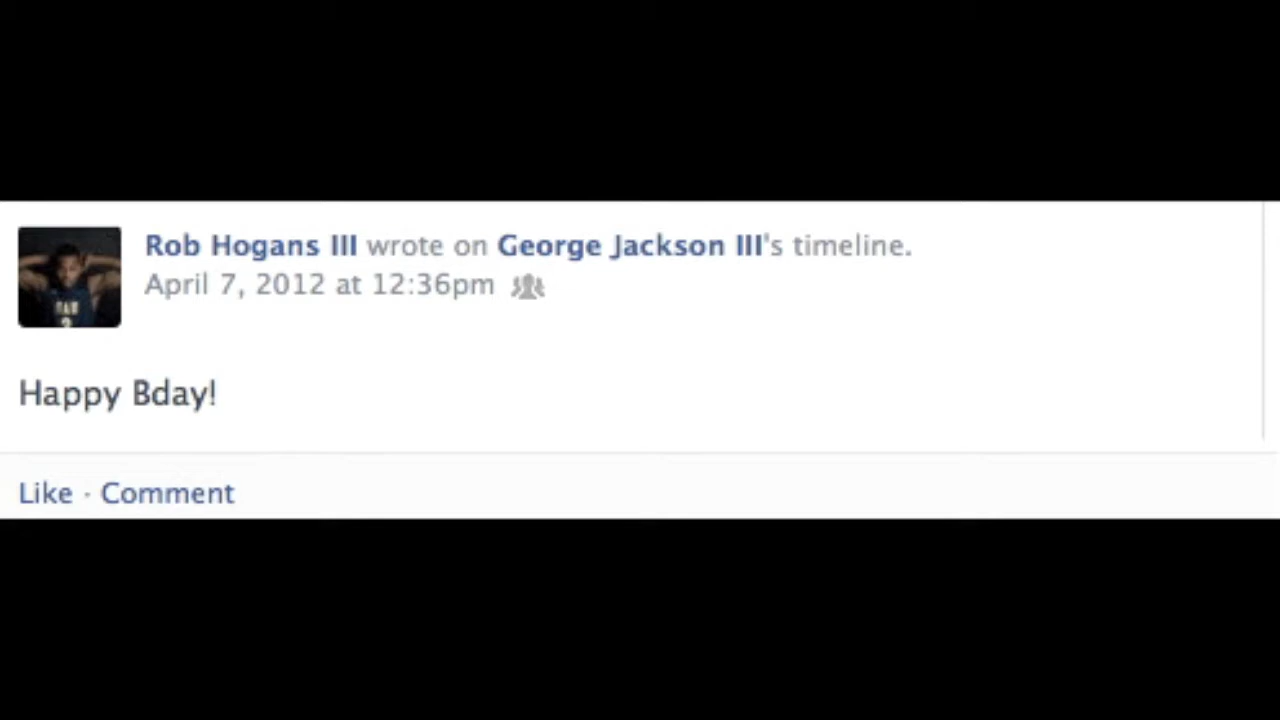 Rob Hogans III wrote on George Jackson III's timeline.
April 7, 2012 at 12:36pm
Happy Bday!
Like · Comment